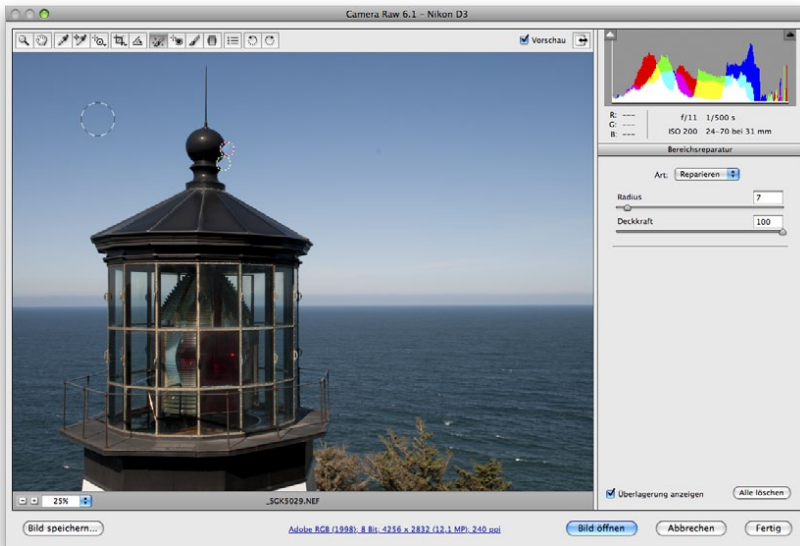 Camera Raw 6.1 - Nikon D3
Vorschau
R: ---
G: ---
B: ---
f/11 1/500 s
ISO 200 24-70 bei 31 mm
Bereichsreparatur
Art: Reparieren
Radius 7
Deckkraft 100
Überlagerung anzeigen
Alle löschen
25%
_SGK5029.NEF
Bild speichern...
Adobe RGB (1998); 8 Bit; 4256 x 2832 (12,1 MP); 240 ppi
Bild öffnen
Abbrechen
Fertig